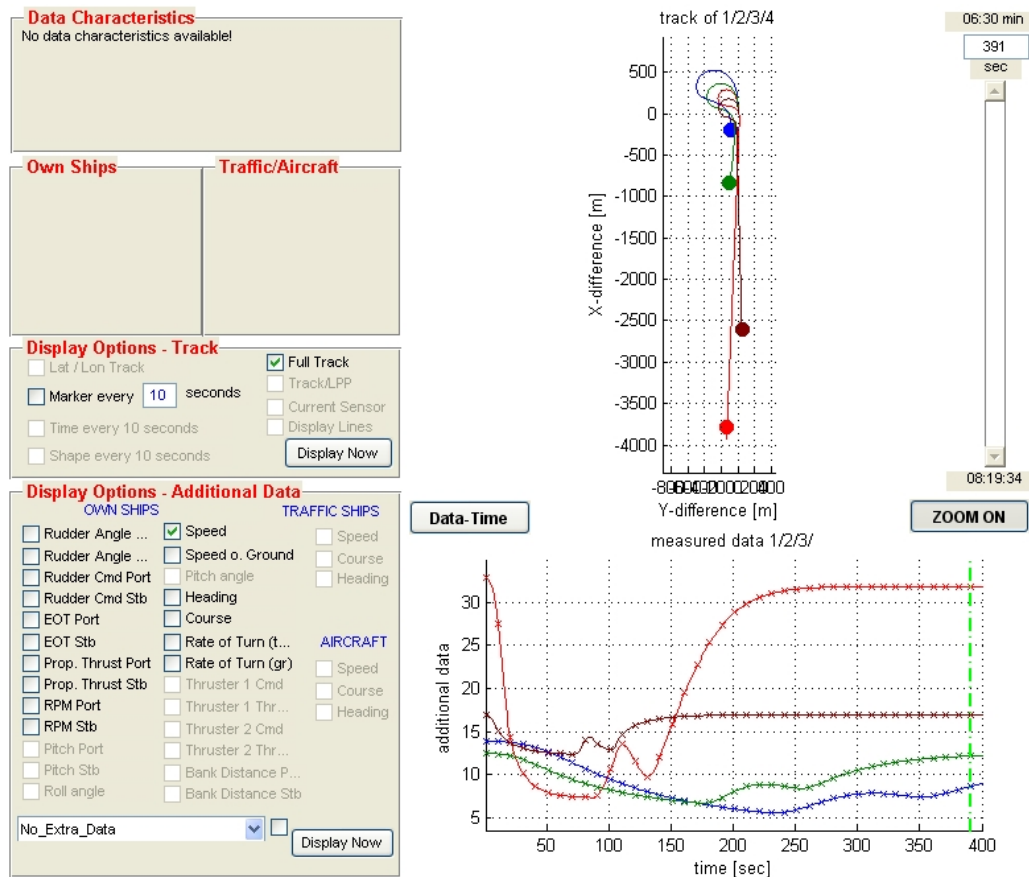 Data Characteristics
No data characteristics available!
Own Ships
Traffic/Aircraft
Display Options - Track
Lat / Lon Track
Marker every 10 seconds
Time every 10 seconds
Shape every 10 seconds
Full Track
Track/LPP
Current Sensor
Display Lines
Display Now
Display Options - Additional Data
OWN SHIPS
Rudder Angle ...
Rudder Angle ...
Rudder Cmd Port
Rudder Cmd Stb
EOT Port
EOT Stb
Prop. Thrust Port
Prop. Thrust Stb
RPM Port
RPM Stb
Pitch Port
Pitch Stb
Roll angle
Speed
Speed o. Ground
Pitch angle
Heading
Course
Rate of Turn (t...
Rate of Turn (gr)
Thruster 1 Cmd
Thruster 1 Thr...
Thruster 2 Cmd
Thruster 2 Thr...
Bank Distance P...
Bank Distance Stb
TRAFFIC SHIPS
Speed
Course
Heading
AIRCRAFT
Speed
Course
Heading
No_Extra_Data
Display Now
track of 1/2/3/4
500
0
-500
-1000
-1500
-2000
-2500
-3000
-3500
-4000
X-difference [m]
Y-difference [m]
06:30 min
391
sec
08:19:34
Data-Time
ZOOM ON
measured data 1/2/3/
30
25
20
15
10
5
additional data
50 100 150 200 250 300 350 400
time [sec]